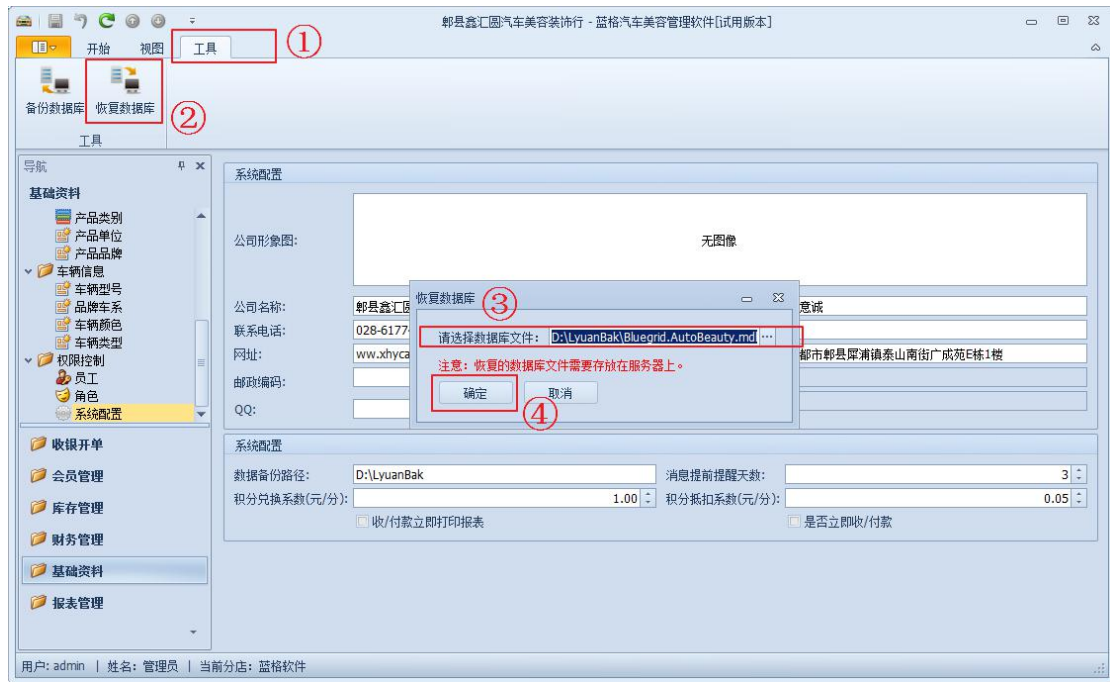 郫县鑫汇圆汽车美容装饰行 - 蓝格汽车美容管理软件[试用版本]
开始 视图 工具 ①
备份数据库 恢复数据库 ②
工具
导航
基础资料
产品类别
产品单位
产品品牌
车辆信息
车辆型号
品牌车系
车辆颜色
车辆类型
权限控制
员工
角色
系统配置
收银开单
会员管理
库存管理
财务管理
基础资料
报表管理
系统配置
公司形象图: 无图像
公司名称: 郫县鑫汇圆 意诚
联系电话: 028-6177
网址: ww.xhyca 都市郫县犀浦镇泰山南街广成苑E栋1楼
邮政编码:
QQ:
恢复数据库 ③
请选择数据库文件: D:\LyuanBak\Bluegrid.AutoBeauty.md ...
注意: 恢复的数据库文件需要存放在服务器上。
确定 取消
④
系统配置
数据备份路径: D:\LyuanBak 消息提前提醒天数: 3
积分兑换系数(元/分): 1.00 积分抵扣系数(元/分): 0.05
收/付款立即打印报表 是否立即收/付款
用户: admin | 姓名: 管理员 | 当前分店: 蓝格软件